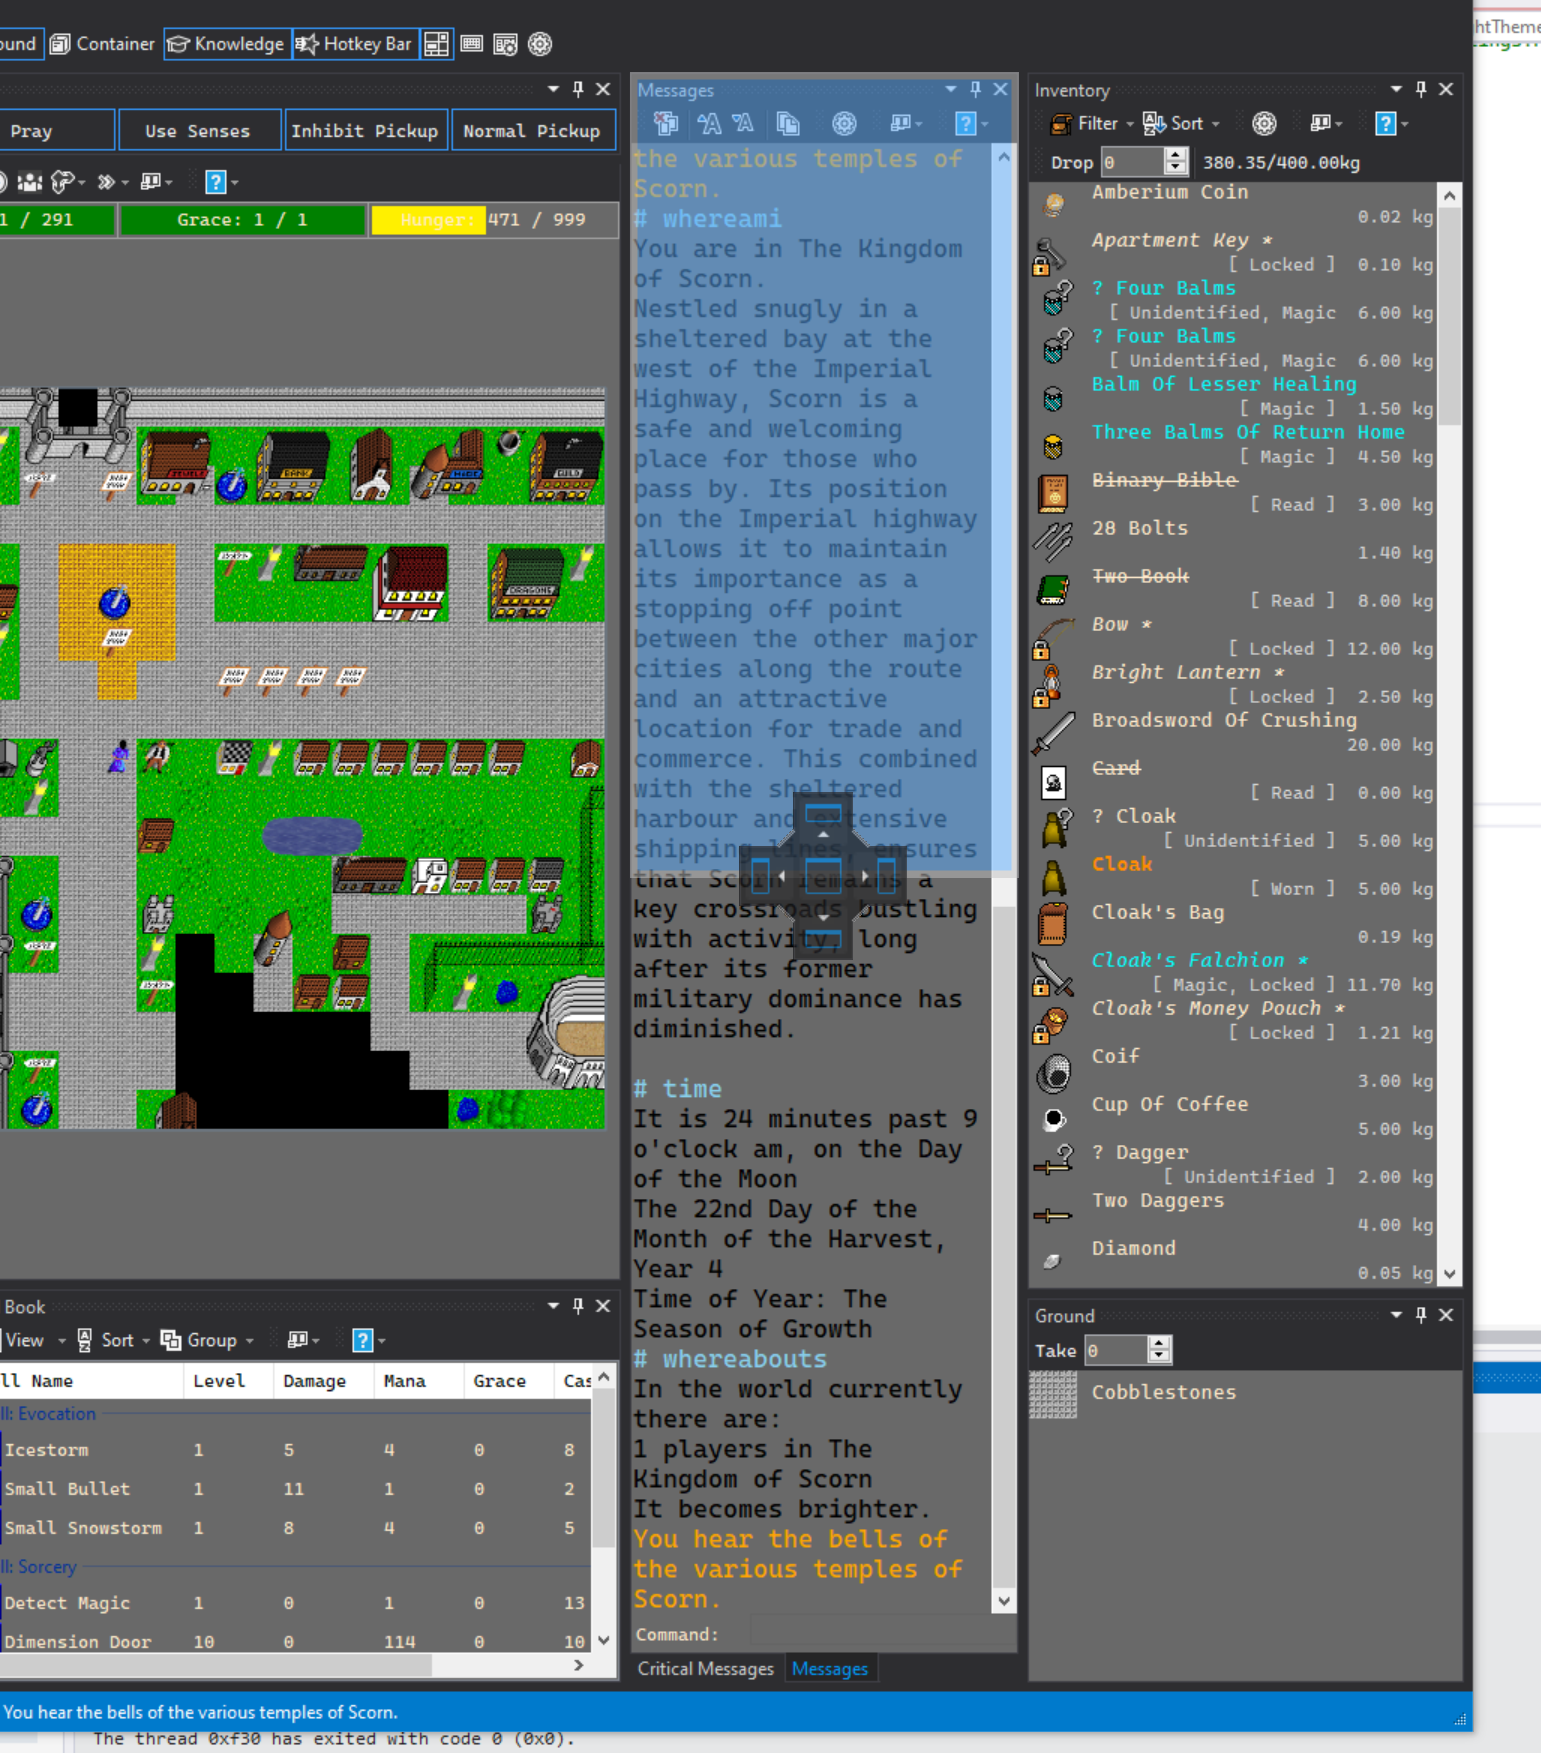 Container
Knowledge
Hotkey Bar
Pray
Use Senses
Inhibit Pickup
Normal Pickup
1 / 291
Grace: 1 / 1
Hunger: 471 / 999
TEMPLE
BANK
GUILD
DRAGONS
Book
View
Sort
Group
Name
Level
Damage
Mana
Grace
Evocation
Icestorm 1 5 4 0 8
Small Bullet 1 11 1 0 2
Small Snowstorm 1 8 4 0 5
Sorcery
Detect Magic 1 0 1 0 13
Dimension Door 10 0 114 0 10
Messages
the various temples of
Scorn.
# whereami
You are in The Kingdom
of Scorn.
Nestled snugly in a
sheltered bay at the
west of the Imperial
Highway, Scorn is a
safe and welcoming
place for those who
pass by. Its position
on the Imperial highway
allows it to maintain
its importance as a
stopping off point
between the other major
cities along the route
and an attractive
location for trade and
commerce. This combined
with the sheltered
harbour and extensive
shipping lines, ensures
that Scorn remains a
key crossroads bustling
with activity, long
after its former
military dominance has
diminished.
# time
It is 24 minutes past 9
o'clock am, on the Day
of the Moon
The 22nd Day of the
Month of the Harvest,
Year 4
Time of Year: The
Season of Growth
# whereabouts
In the world currently
there are:
1 players in The
Kingdom of Scorn
It becomes brighter.
You hear the bells of
the various temples of
Scorn.
Command:
Critical Messages
Messages
Inventory
Filter
Sort
Drop 0
380.35/400.00kg
Amberium Coin
0.02 kg
Apartment Key *
[ Locked ] 0.10 kg
? Four Balms
[ Unidentified, Magic 6.00 kg
? Four Balms
[ Unidentified, Magic 6.00 kg
Balm Of Lesser Healing
[ Magic ] 1.50 kg
Three Balms Of Return Home
[ Magic ] 4.50 kg
Binary Bible
[ Read ] 3.00 kg
28 Bolts
1.40 kg
Two Book
[ Read ] 8.00 kg
Bow *
[ Locked ] 12.00 kg
Bright Lantern *
[ Locked ] 2.50 kg
Broadsword Of Crushing
20.00 kg
Card
[ Read ] 0.00 kg
? Cloak
[ Unidentified ] 5.00 kg
Cloak
[ Worn ] 5.00 kg
Cloak's Bag
0.19 kg
Cloak's Falchion *
[ Magic, Locked ] 11.70 kg
Cloak's Money Pouch *
[ Locked ] 1.21 kg
Coif
3.00 kg
Cup Of Coffee
5.00 kg
? Dagger
[ Unidentified ] 2.00 kg
Two Daggers
4.00 kg
Diamond
0.05 kg
Ground
Take 0
Cobblestones
You hear the bells of the various temples of Scorn.
The thread 0xf30 has exited with code 0 (0x0).